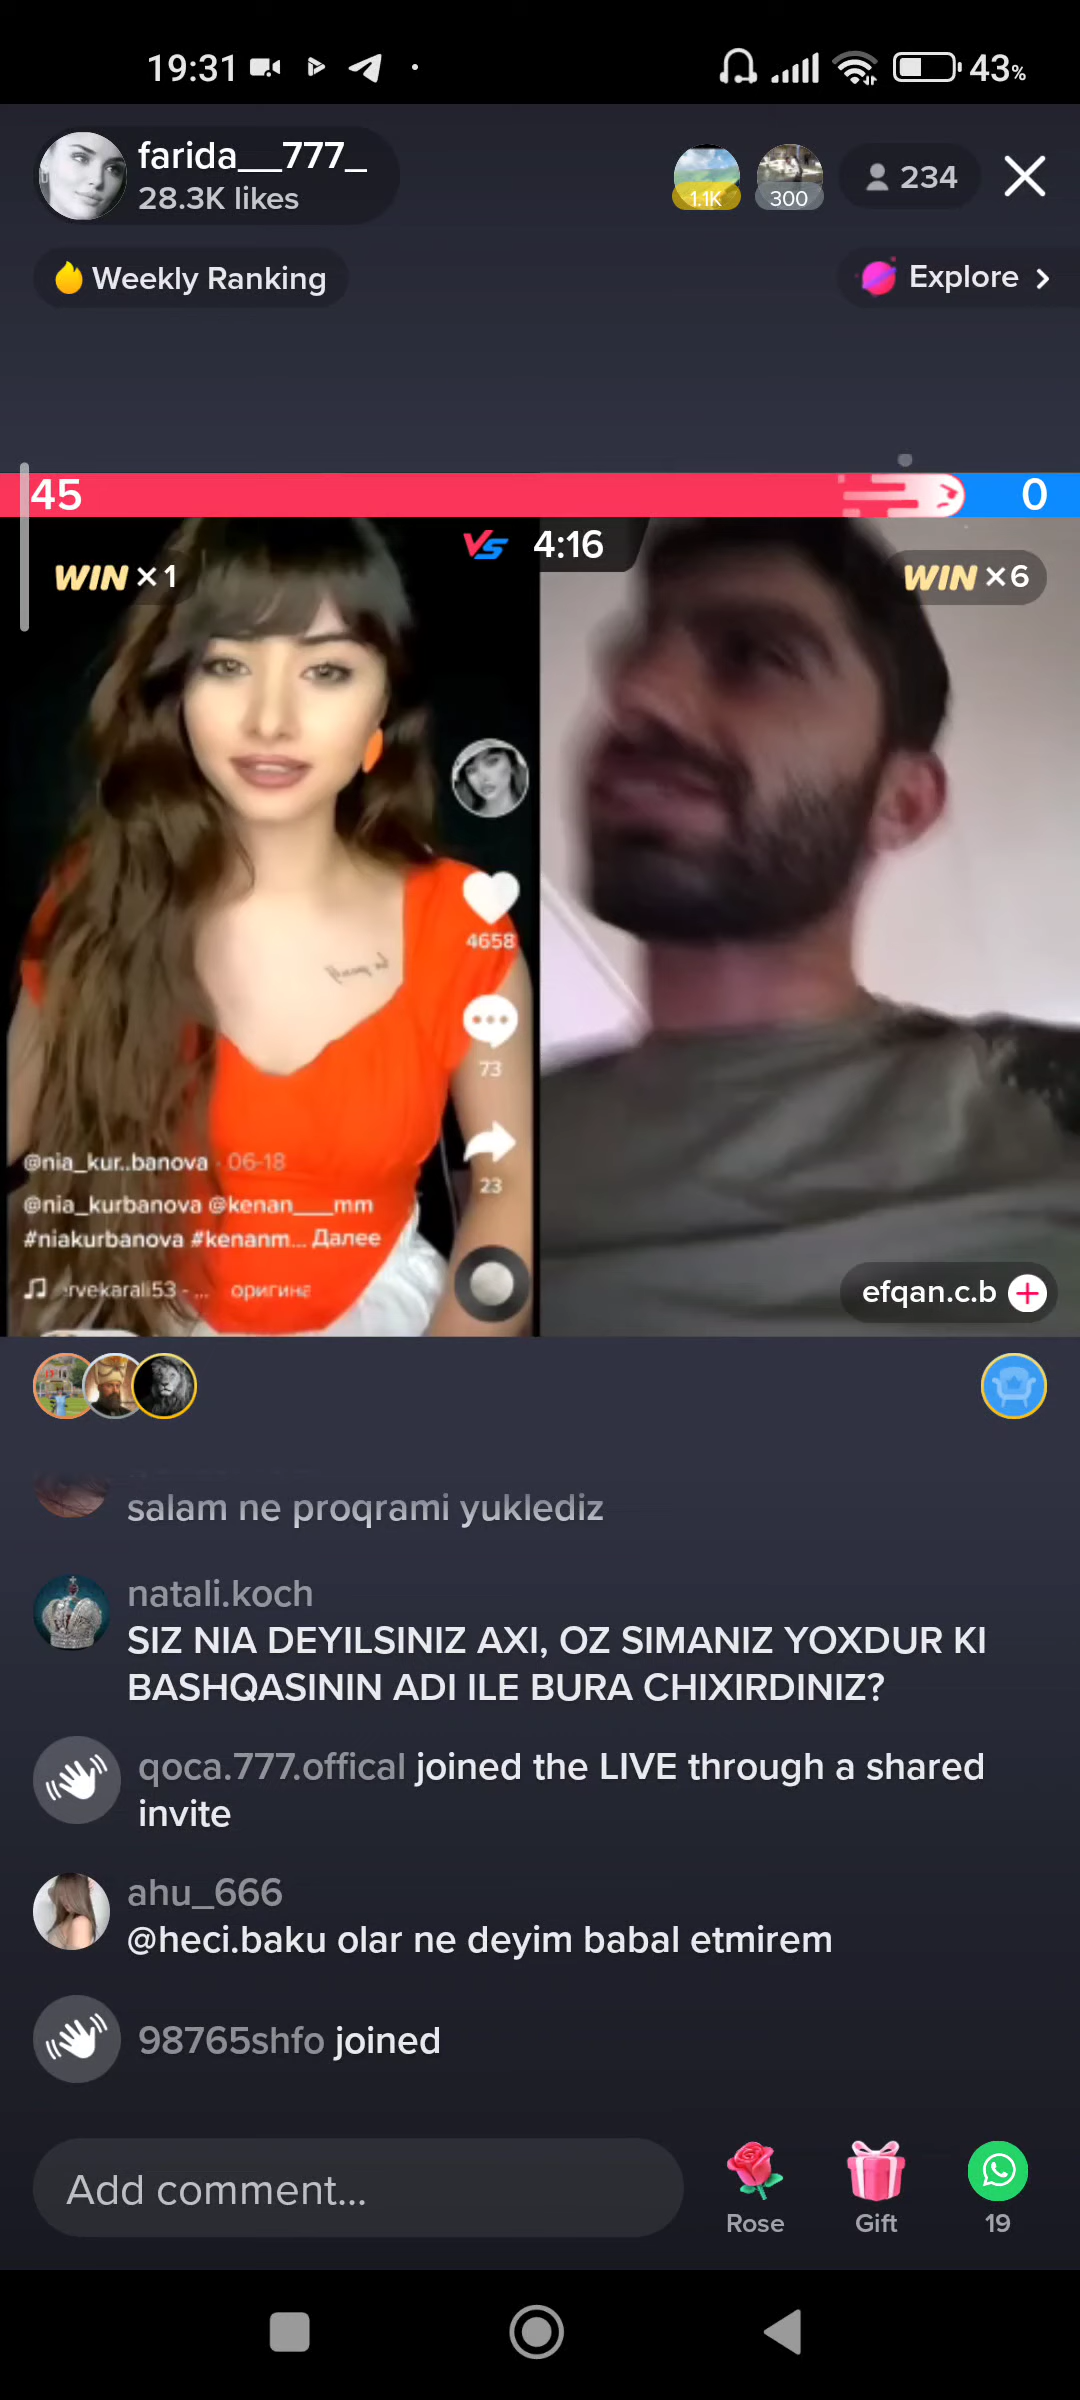 19:31
43%
farida__777_
28.3K likes
1.1K
300
234
Weekly Ranking
Explore
45
0
VS 4:16
WIN ×1
WIN ×6
4658
73
23
@nia_kur..banova · 06-18
@nia_kurbanova @kenan___mm
#niakurbanova #kenanm... Далее
rvekarali53 - ... оригина
efqan.c.b
salam ne proqrami yuklediz
natali.koch
SIZ NIA DEYILSINIZ AXI, OZ SIMANIZ YOXDUR KI
BASHQASININ ADI ILE BURA CHIXIRDINIZ?
qoca.777.offical joined the LIVE through a shared
invite
ahu_666
@heci.baku olar ne deyim babal etmirem
98765shfo joined
Add comment...
Rose
Gift
19